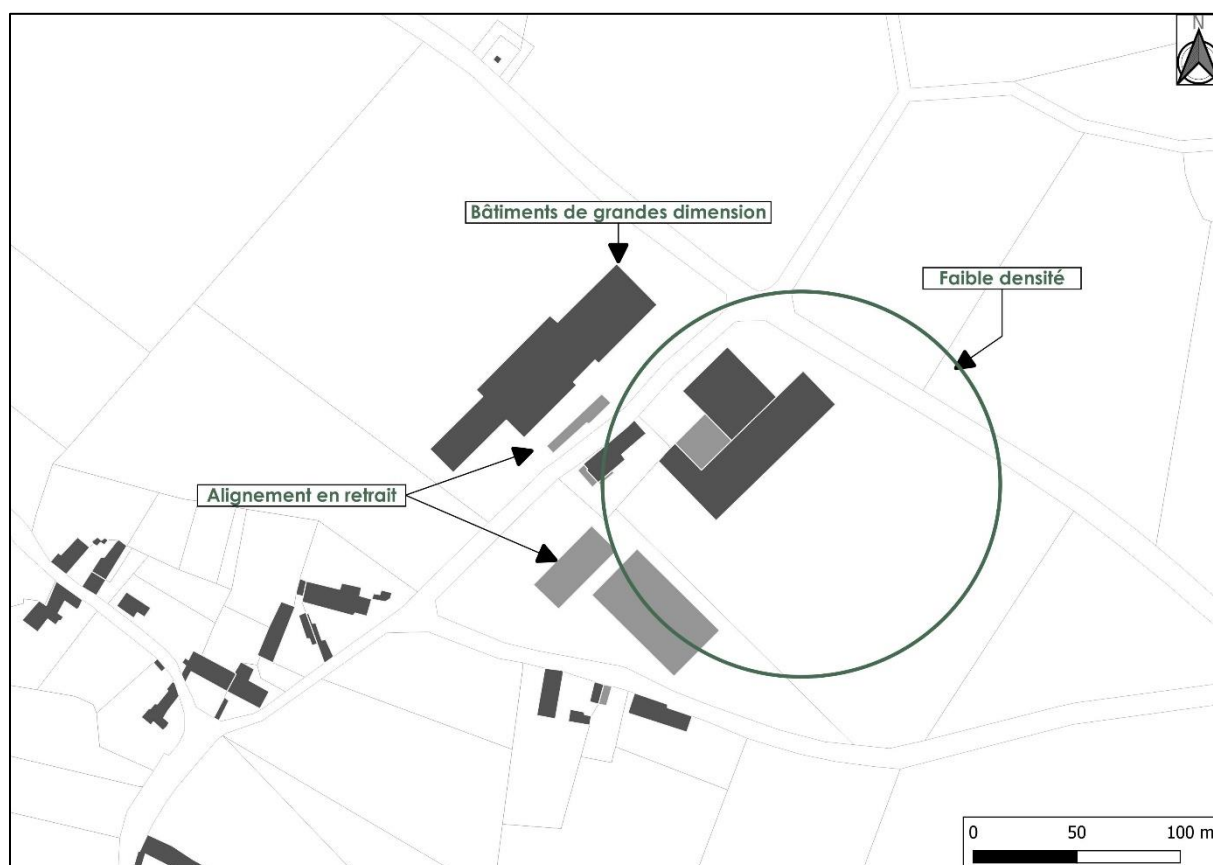 N
Bâtiments de grandes dimension
Faible densité
Alignement en retrait
0 50 100 m